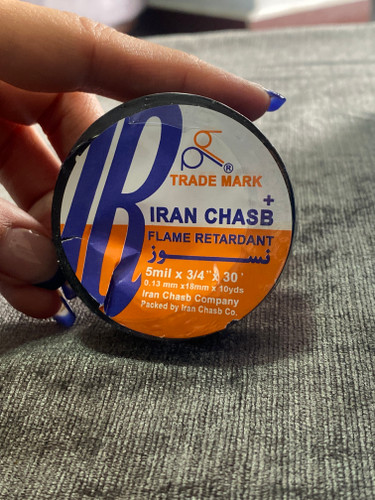 ®
TRADE MARK
+
IRAN CHASB
FLAME RETARDANT
نسوز
5mil x 3/4" x 30'
0.13 mm x18mm x 10yds
Iran Chasb Company
Packed by Iran Chasb Co.